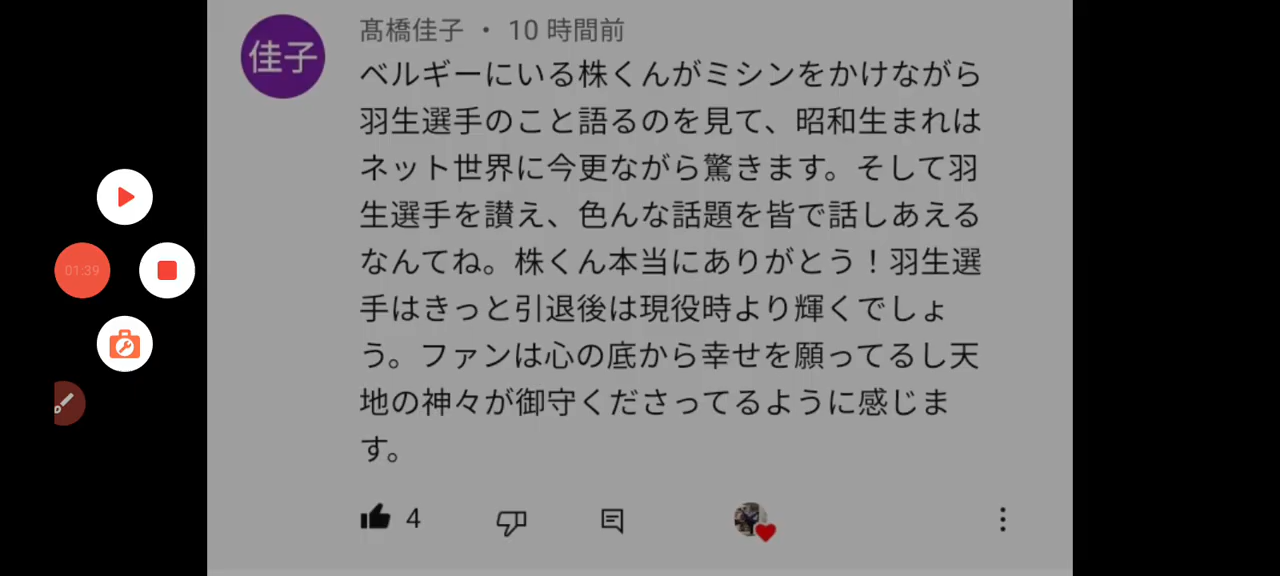 佳子
髙橋佳子 ・ 10 時間前
ベルギーにいる株くんがミシンをかけながら
羽生選手のこと語るのを見て、昭和生まれは
ネット世界に今更ながら驚きます。そして羽
生選手を讃え、色んな話題を皆で話しあえる
なんてね。株くん本当にありがとう！羽生選
手はきっと引退後は現役時より輝くでしょ
う。ファンは心の底から幸せを願ってるし天
地の神々が御守くださってるように感じま
す。
01:39
4